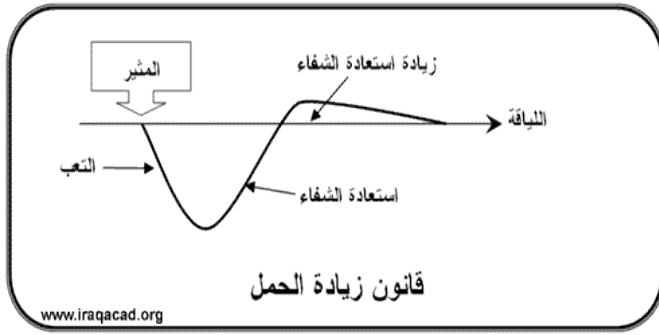 المثير
زيادة استعادة الشفاء
اللياقة
التعب
استعادة الشفاء
قانون زيادة الحمل
www.iraqacad.org